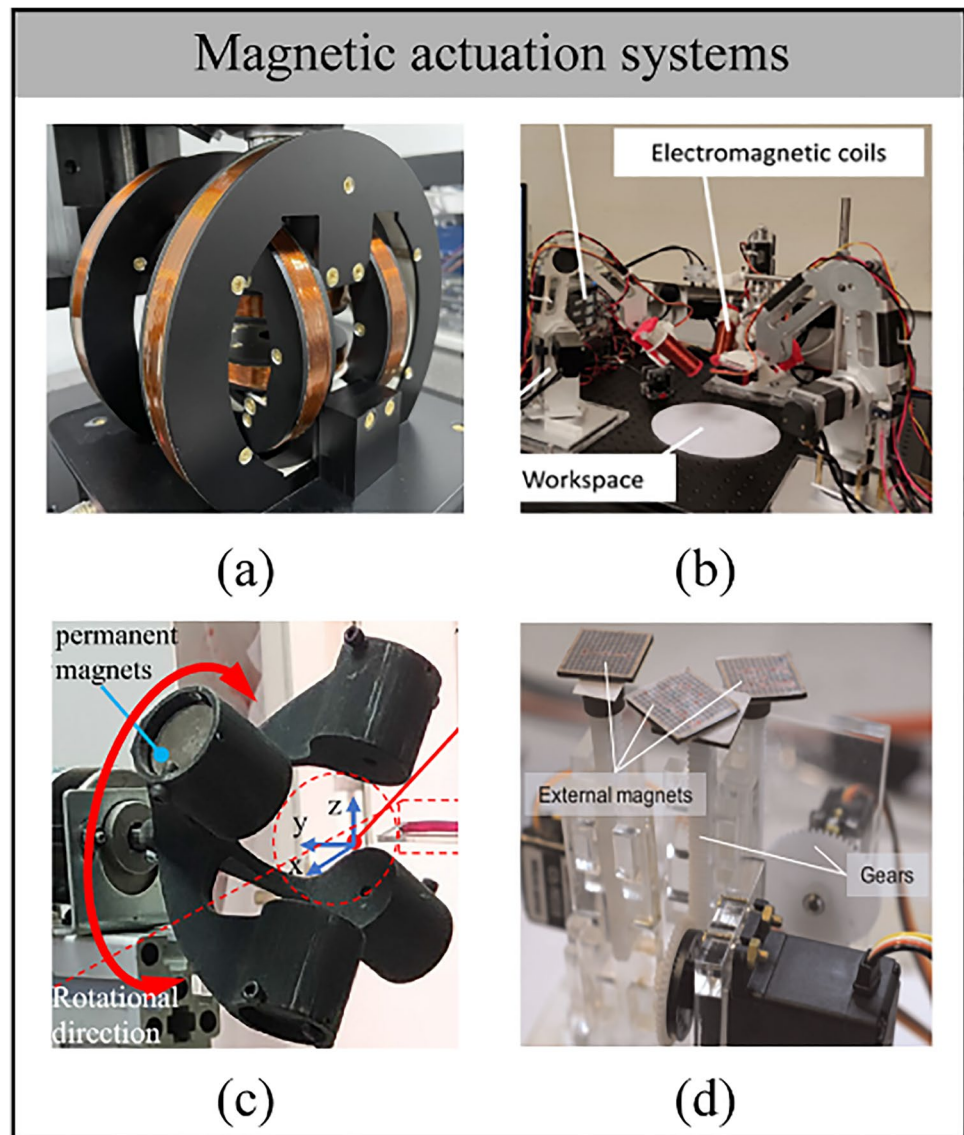 Magnetic actuation systems
Electromagnetic coils
Workspace
(a)
(b)
permanent
magnets
z
y
x
Rotational
direction
External magnets
Gears
(c)
(d)